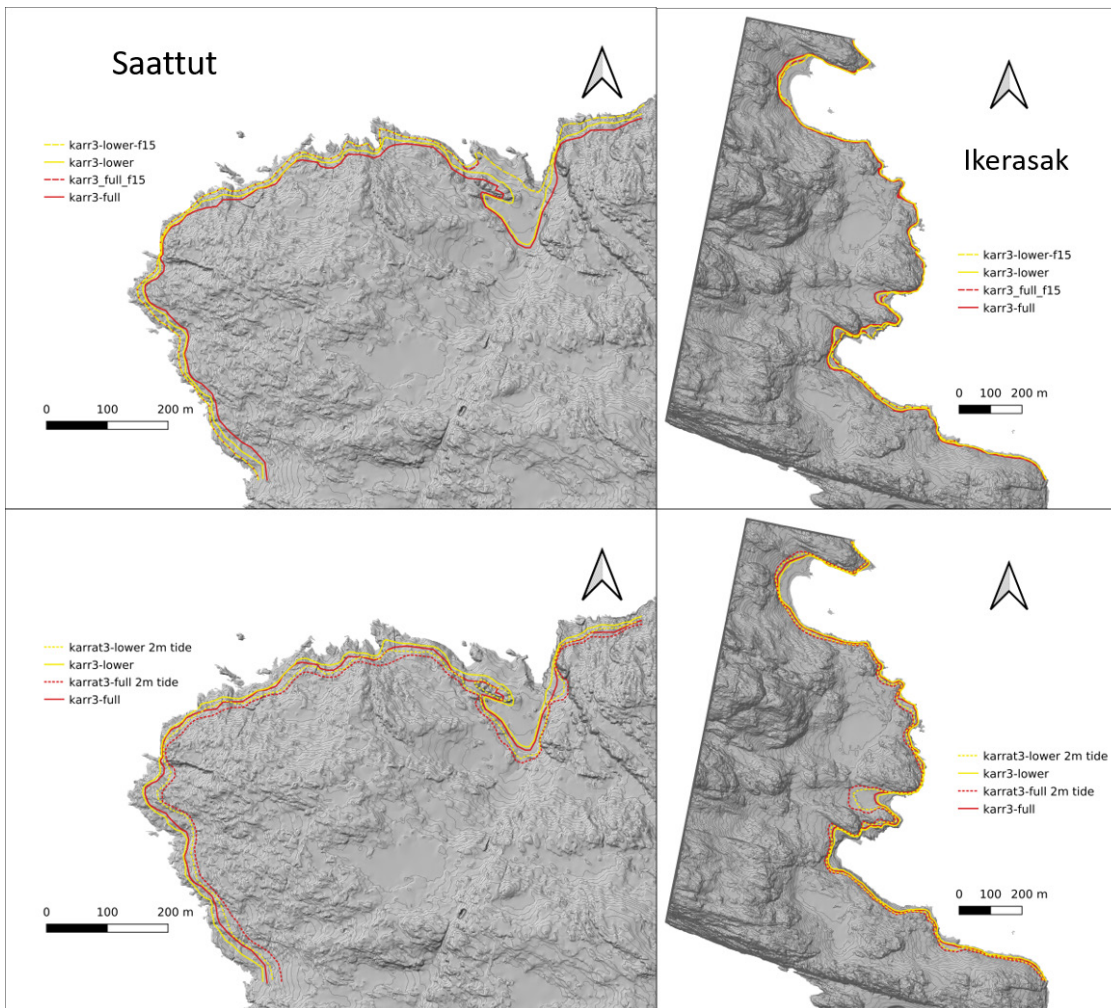 Saattut
karr3-lower-f15
karr3-lower
karr3_full_f15
karr3-full
0 100 200 m
Ikerasak
karr3-lower-f15
karr3-lower
karr3_full_f15
karr3-full
0 100 200 m
karrat3-lower 2m tide
karr3-lower
karrat3-full 2m tide
karr3-full
0 100 200 m
karrat3-lower 2m tide
karr3-lower
karrat3-full 2m tide
karr3-full
0 100 200 m